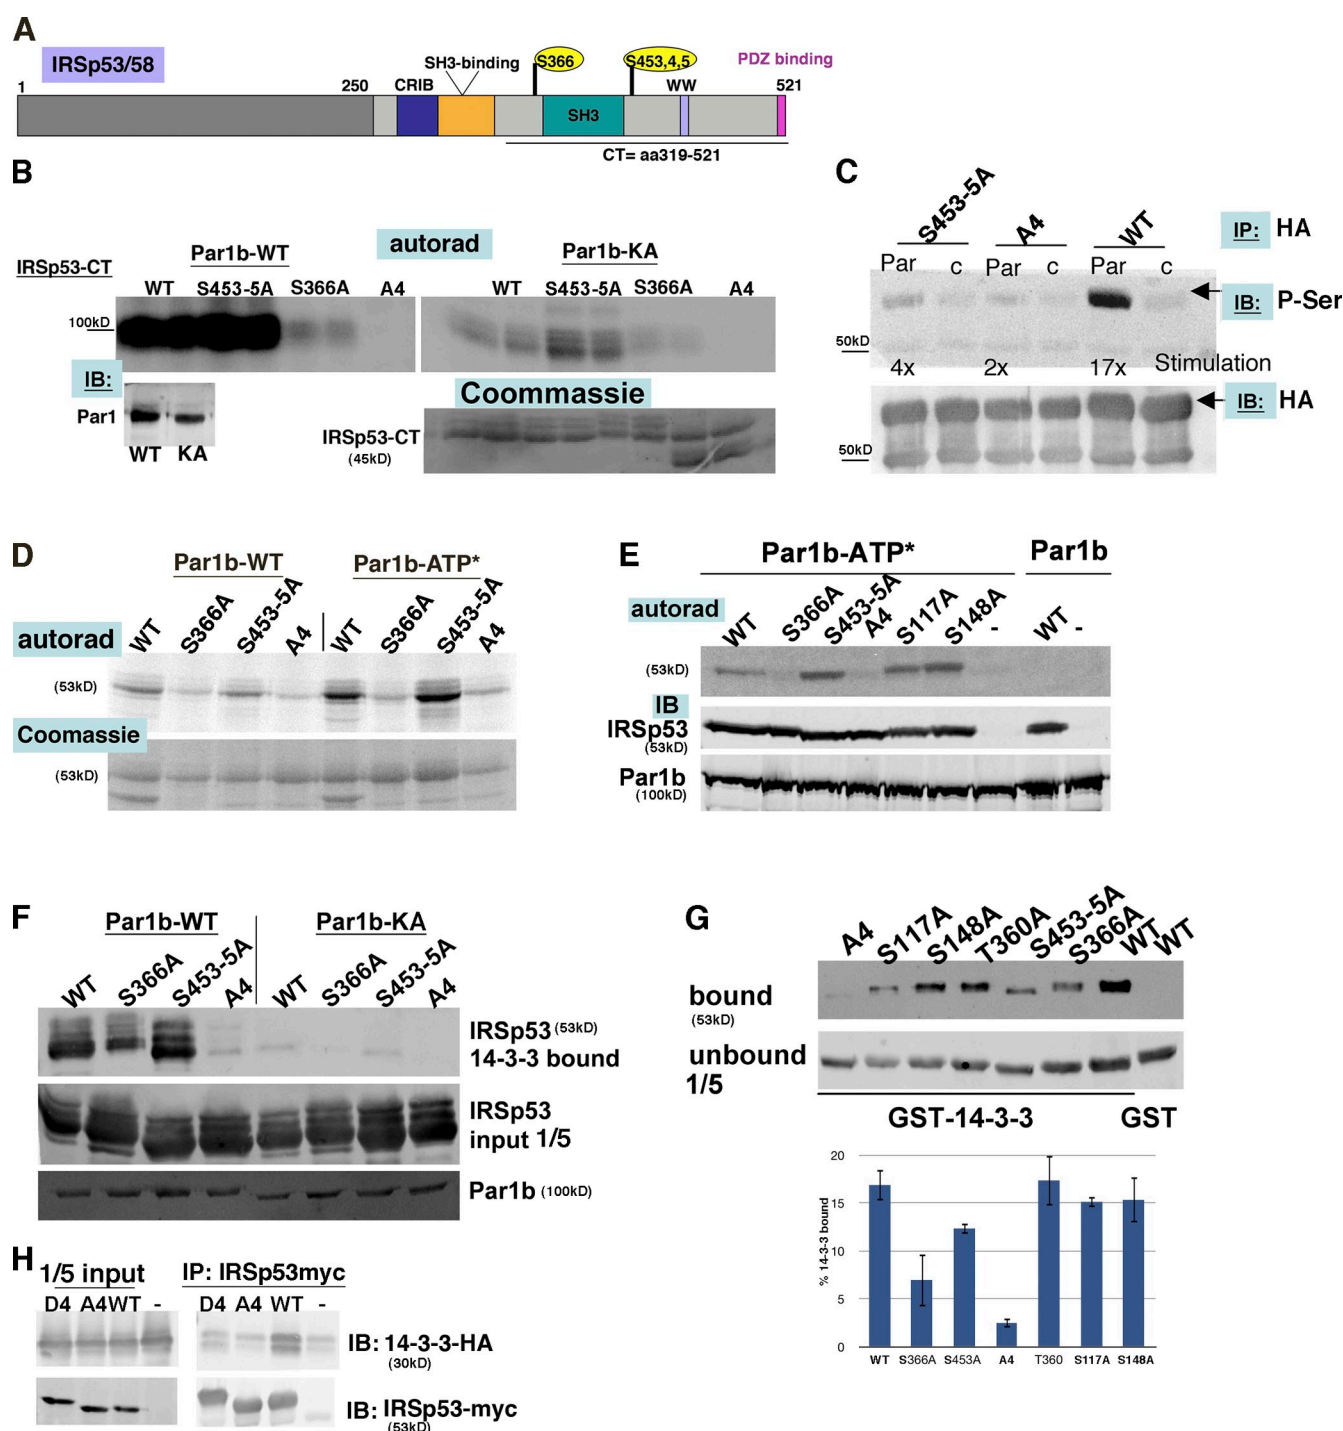 A
IRSp53/58
SH3-binding
S366
S453,4,5
PDZ binding
1
250
CRIB
WW
521
SH3
CT= aa319-521
B
autorad
Par1b-WT
Par1b-KA
IRSp53-CT
WT
S453-5A
S366A
A4
WT
S453-5A
S366A
A4
100kD
IB:
Par1
WT KA
Coommassie
IRSp53-CT
(45kD)
C
S453-5A
A4
WT
IP: HA
Par c Par c Par c
IB: P-Ser
50kD
4x 2x 17x Stimulation
IB: HA
50kD
D
Par1b-WT
Par1b-ATP*
autorad
WT
S366A
S453-5A
A4
WT
S366A
S453-5A
A4
(53kD)
Coomassie
(53kD)
E
Par1b-ATP*
Par1b
autorad
WT
S366A
S453-5A
A4
S117A
S148A
-
WT
-
(53kD)
IB
IRSp53
(53kD)
Par1b
(100kD)
F
Par1b-WT
Par1b-KA
WT
S366A
S453-5A
A4
WT
S366A
S453-5A
A4
IRSp53 (53kD)
14-3-3 bound
IRSp53
input 1/5
Par1b (100kD)
G
A4
S117A
S148A
T360A
S453-5A
S366A
WT
WT
bound
(53kD)
unbound
1/5
GST-14-3-3
GST
% 14-3-3 bound
20
15
10
5
0
WT S366A S453A A4 T360 S117A S148A
H
1/5 input
IP: IRSp53myc
D4 A4WT -
D4 A4 WT -
IB: 14-3-3-HA
(30kD)
IB: IRSp53-myc
(53kD)